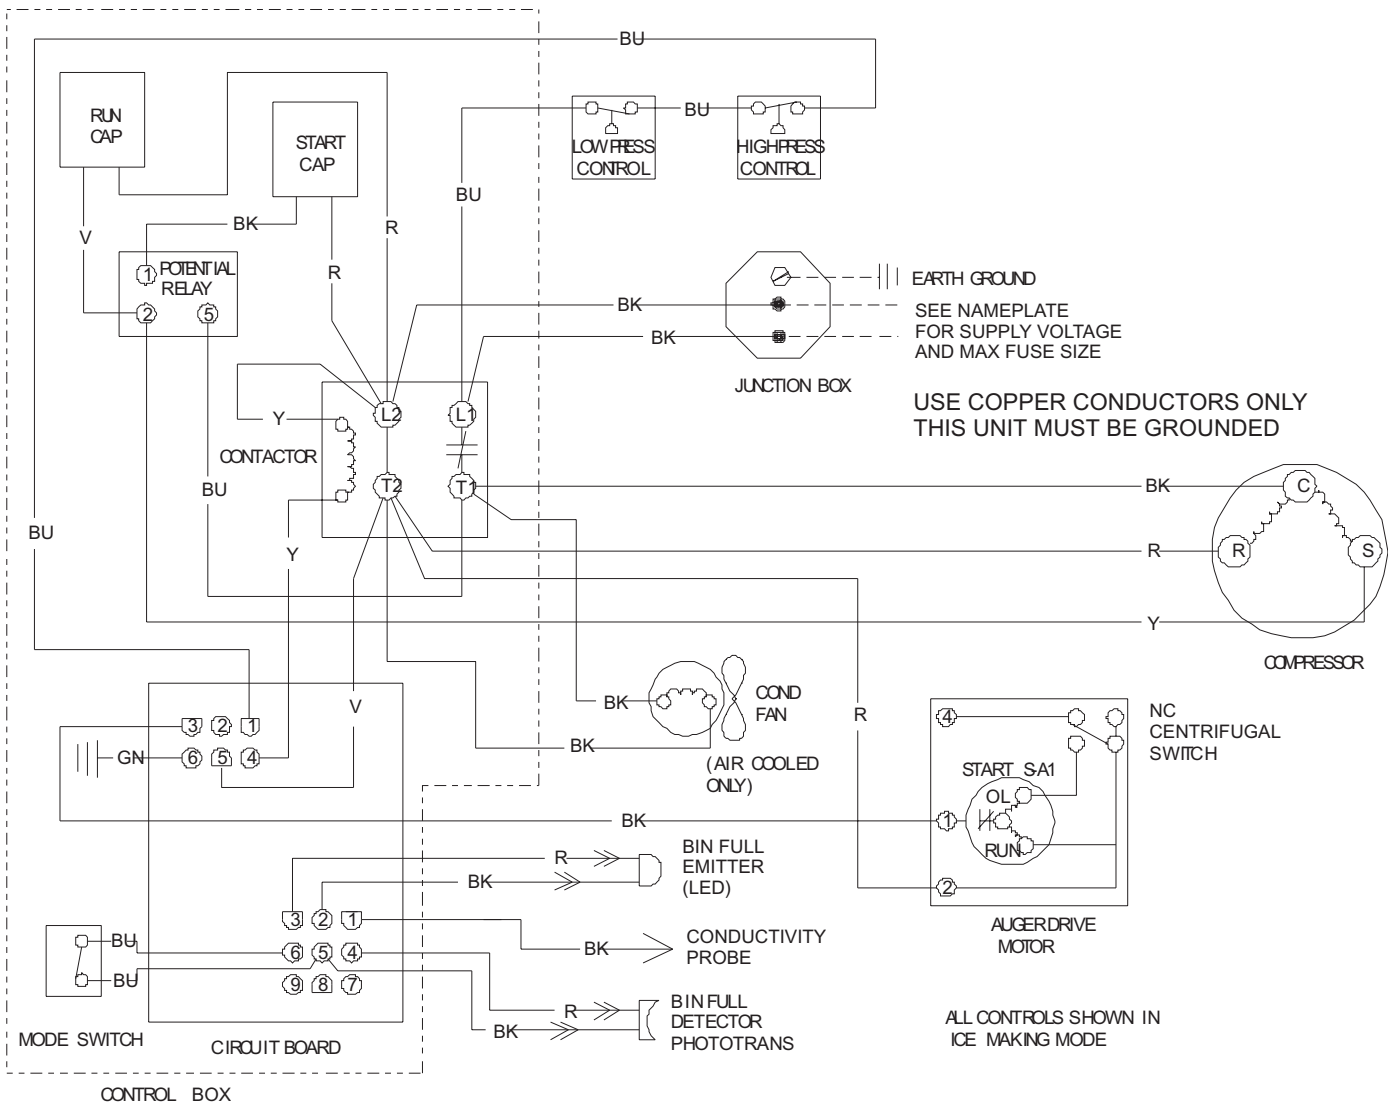 BU
RUN
CAP
START
CAP
LOW PRESS
CONTROL
BU
HIGH PRESS
CONTROL
BU
V
BK
R
R
1
POTENTIAL
RELAY
2
5
EARTH GROUND
BK
SEE NAMEPLATE
FOR SUPPLY VOLTAGE
AND MAX FUSE SIZE
BK
JUNCTION BOX
USE COPPER CONDUCTORS ONLY
THIS UNIT MUST BE GROUNDED
Y
L2
L1
CONTACTOR
T2
T1
BU
BK
C
BU
Y
R
R
S
Y
COMPRESSOR
V
BK
COND
FAN
R
BK
(AIR COOLED
ONLY)
3
2
1
GN
6
5
4
4
NC
CENTRIFUGAL
SWITCH
START S-A1
OL
BK
1
RUN
2
AUGER DRIVE
MOTOR
R
BIN FULL
EMITTER
(LED)
BK
3
2
1
BK
CONDUCTIVITY
PROBE
BU
6
5
4
BU
9
8
7
R
BK
BIN FULL
DETECTOR
PHOTOTRANS
MODE SWITCH
CIRCUIT BOARD
ALL CONTROLS SHOWN IN
ICE MAKING MODE
CONTROL BOX